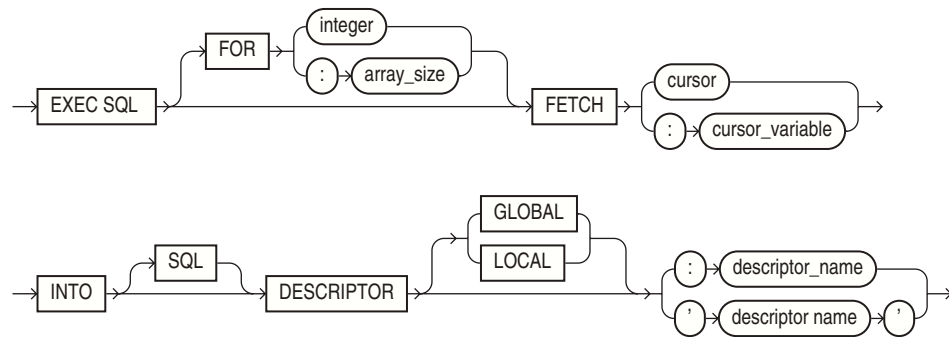 FOR integer
: array_size
EXEC SQL FETCH cursor
: cursor_variable
INTO SQL DESCRIPTOR GLOBAL
LOCAL
: descriptor_name
' descriptor name '